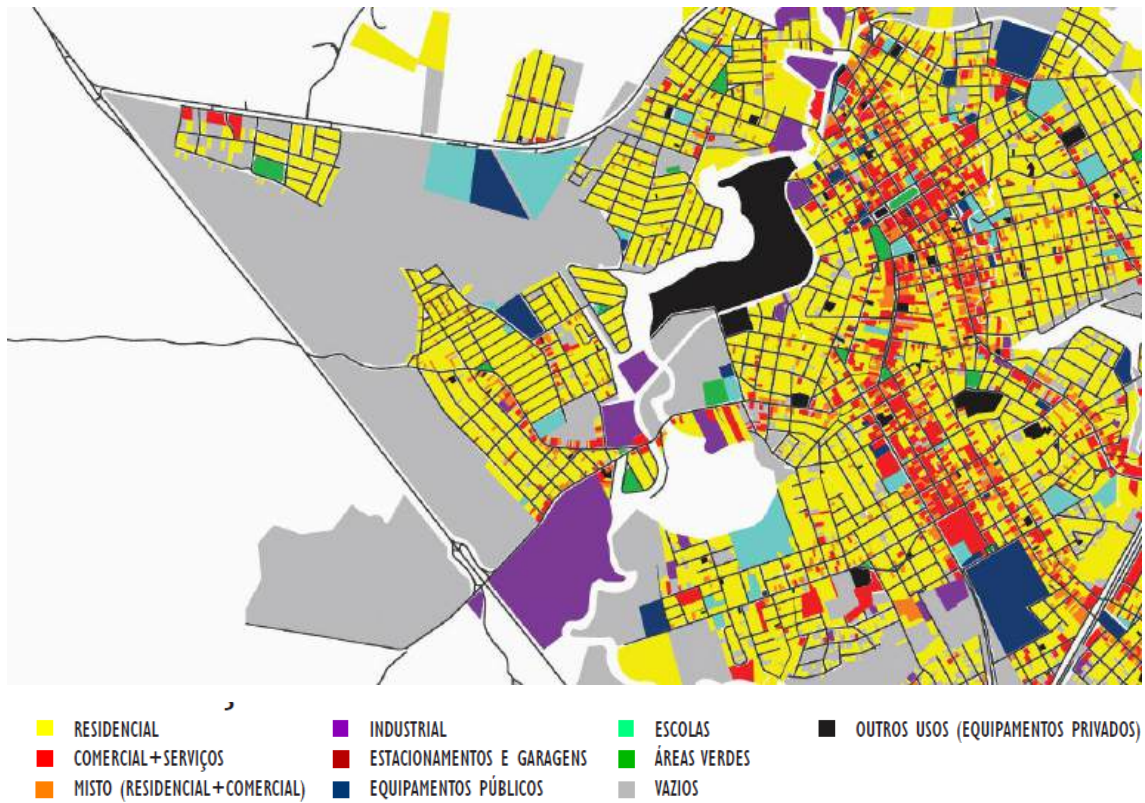 RESIDENCIAL
COMERCIAL+SERVIÇOS
MISTO (RESIDENCIAL+COMERCIAL)
INDUSTRIAL
ESTACIONAMENTOS E GARAGENS
EQUIPAMENTOS PÚBLICOS
ESCOLAS
ÁREAS VERDES
VAZIOS
OUTROS USOS (EQUIPAMENTOS PRIVADOS)